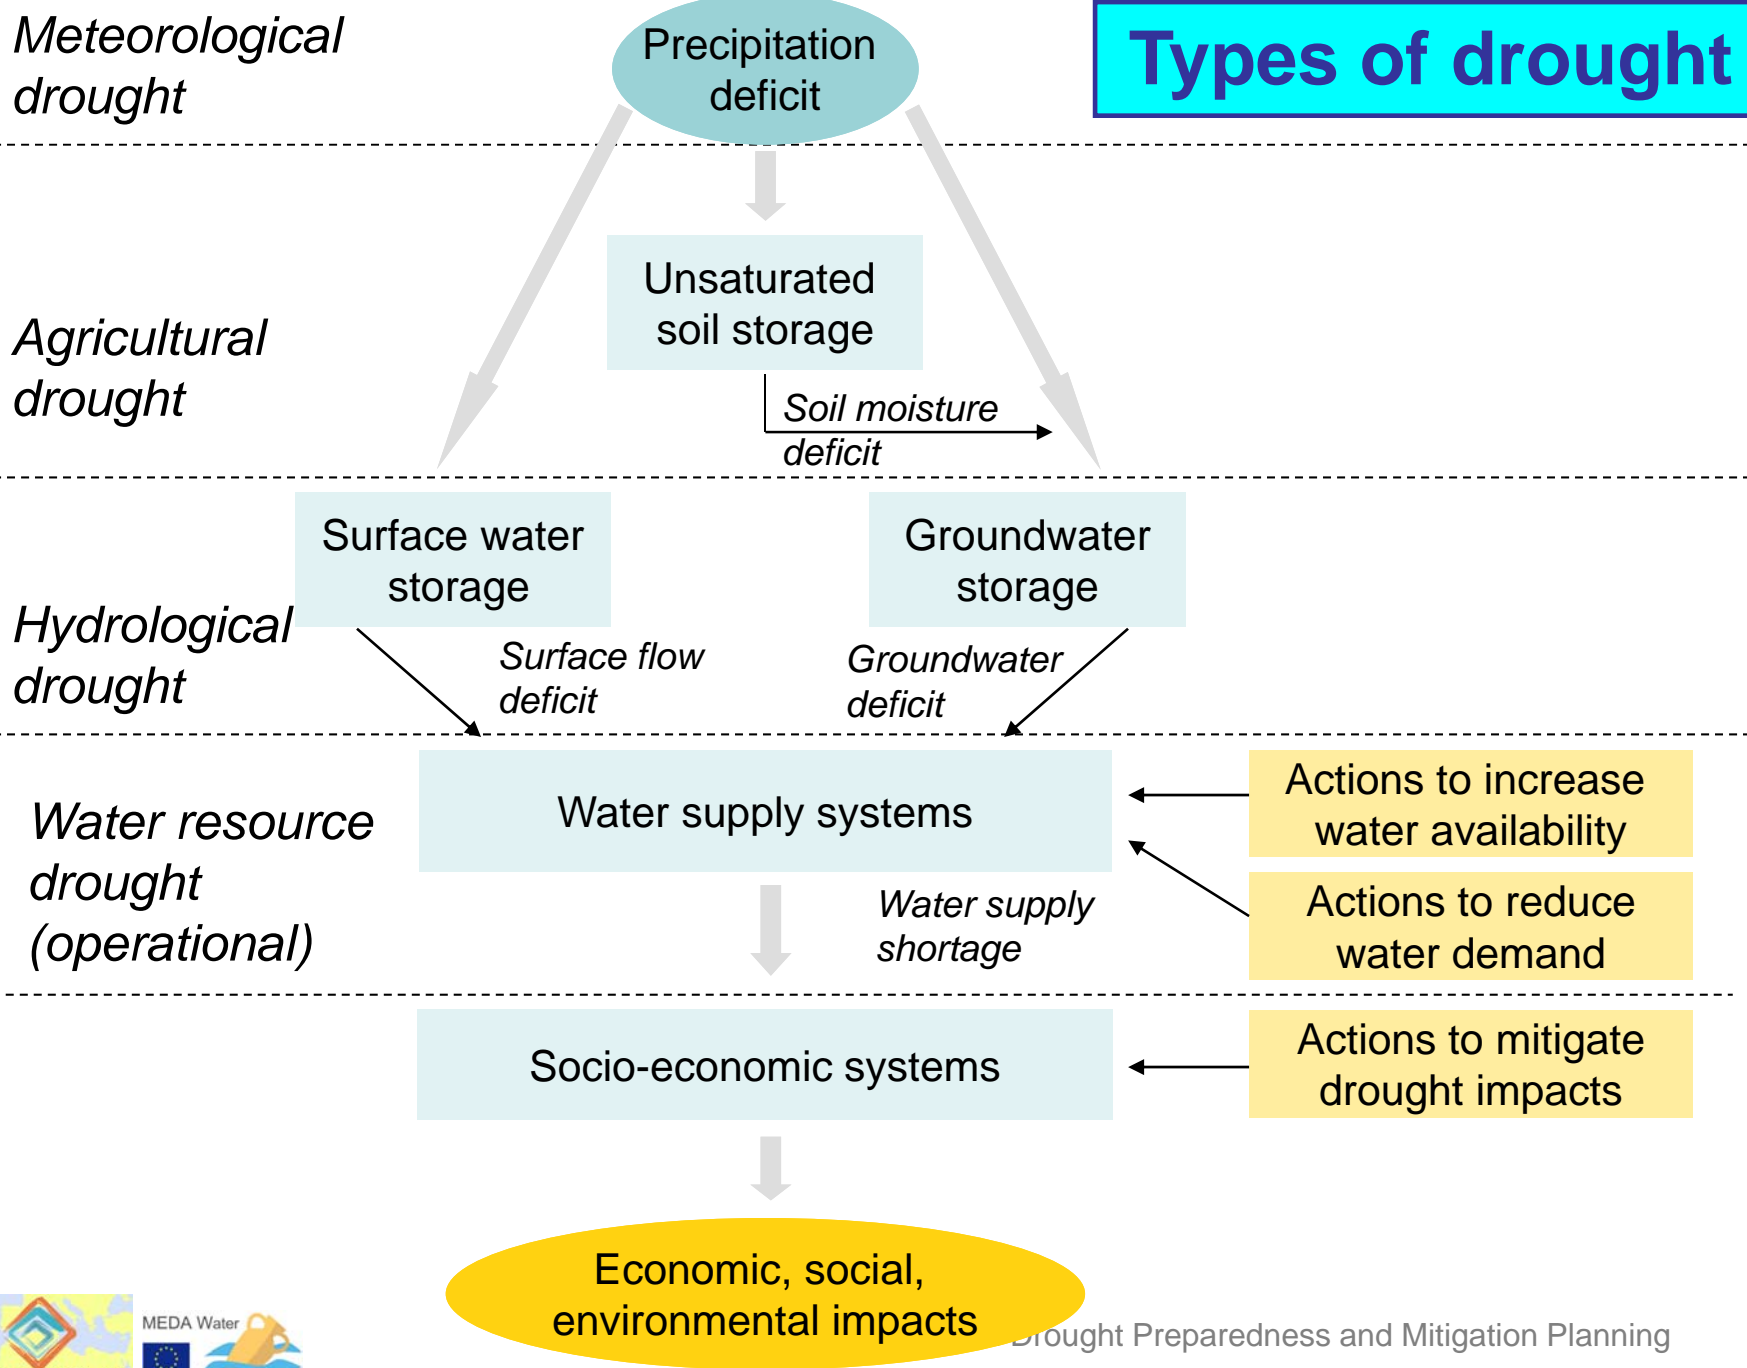 Meteorological
drought
Precipitation
deficit
Types of drought
Unsaturated
soil storage
Agricultural
drought
Soil moisture
deficit
Surface water
storage
Groundwater
storage
Hydrological
drought
Surface flow
deficit
Groundwater
deficit
Water supply systems
Actions to increase
water availability
Water resource
drought
(operational)
Water supply
shortage
Actions to reduce
water demand
Socio-economic systems
Actions to mitigate
drought impacts
Economic, social,
environmental impacts
MEDA Water
Drought Preparedness and Mitigation Planning